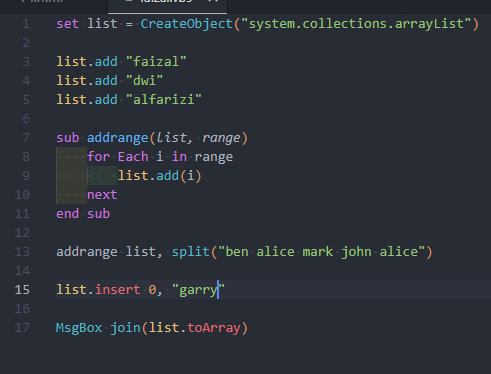 1 set list = CreateObject("system.collections.arrayList")
2
3 list.add "faizal"
4 list.add "dwi"
5 list.add "alfarizi"
6
7 sub addrange(list, range)
8 for Each i in range
9 list.add(i)
10 next
11 end sub
12
13 addrange list, split("ben alice mark john alice")
14
15 list.insert 0, "garry"
16
17 MsgBox join(list.toArray)